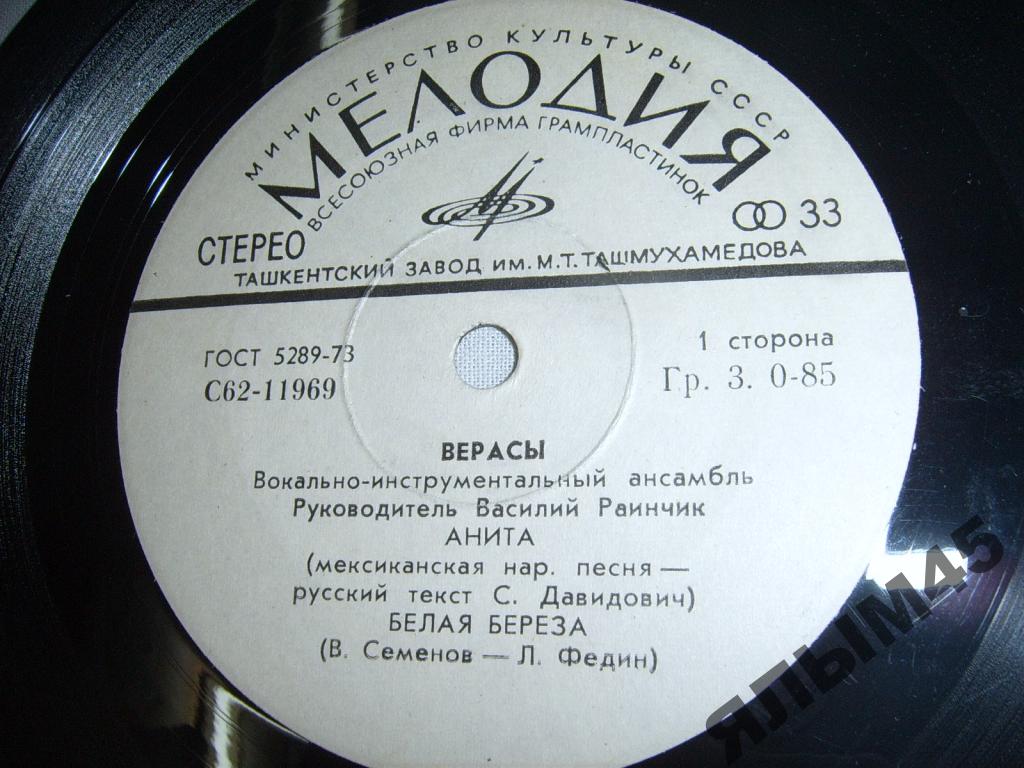 МИНИСТЕРСТВО КУЛЬТУРЫ СССР
МЕЛОДИЯ
ВСЕСОЮЗНАЯ ФИРМА ГРАМПЛАСТИНОК
СТЕРЕО
33
ТАШКЕНТСКИЙ ЗАВОД ИМ. М.Т. ТАШМУХАМЕДОВА
ГОСТ 5289-73
1 сторона
С62-11969
Гр. 3. 0-85
ВЕРАСЫ
Вокально-инструментальный ансамбль
Руководитель Василий Раинчик
АНИТА
(мексиканская нар. песня —
русский текст С. Давидович)
БЕЛАЯ БЕРЕЗА
(В. Семенов — Л. Федин)
ЯЛЫМ45